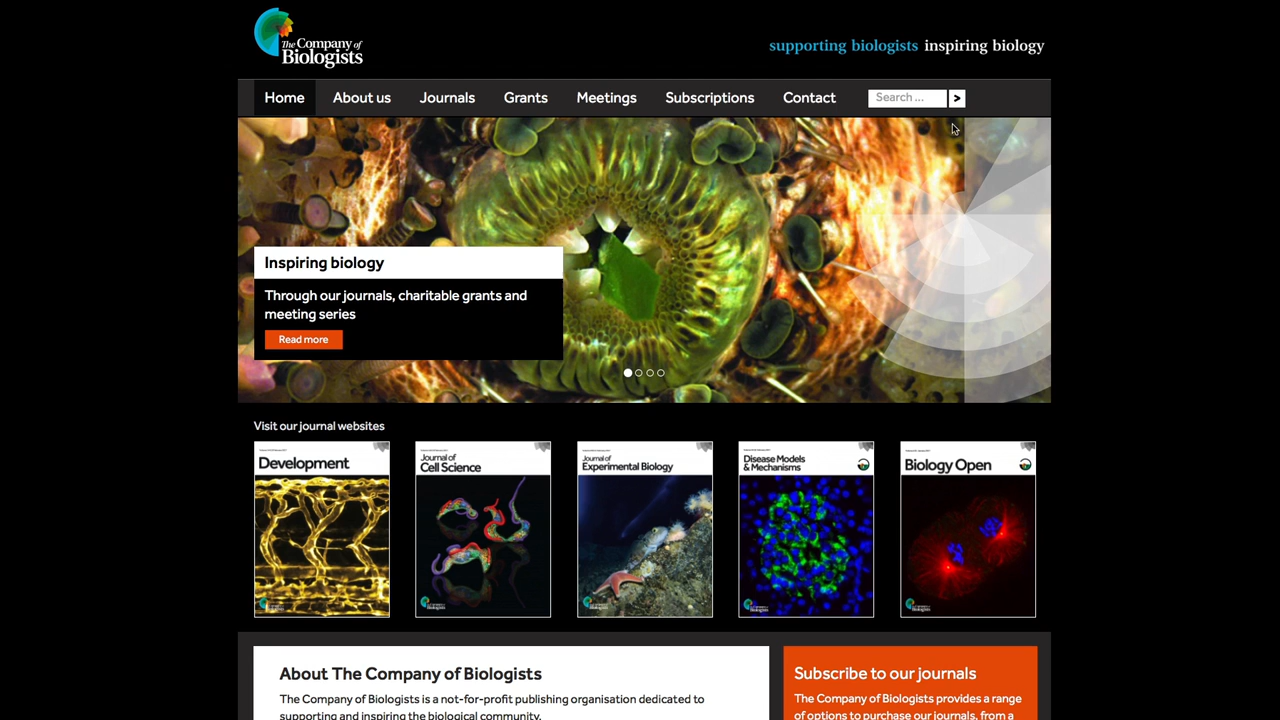 The Company of
Biologists
supporting biologists inspiring biology
Home About us Journals Grants Meetings Subscriptions Contact Search ... >
Inspiring biology
Through our journals, charitable grants and
meeting series
Read more
Visit our journal websites
Development
Journal of
Cell Science
Journal of
Experimental Biology
Disease Models
& Mechanisms
Biology Open
About The Company of Biologists
The Company of Biologists is a not-for-profit publishing organisation dedicated to
supporting and inspiring the biological community.
Subscribe to our journals
The Company of Biologists provides a range
of options to purchase our journals, from a